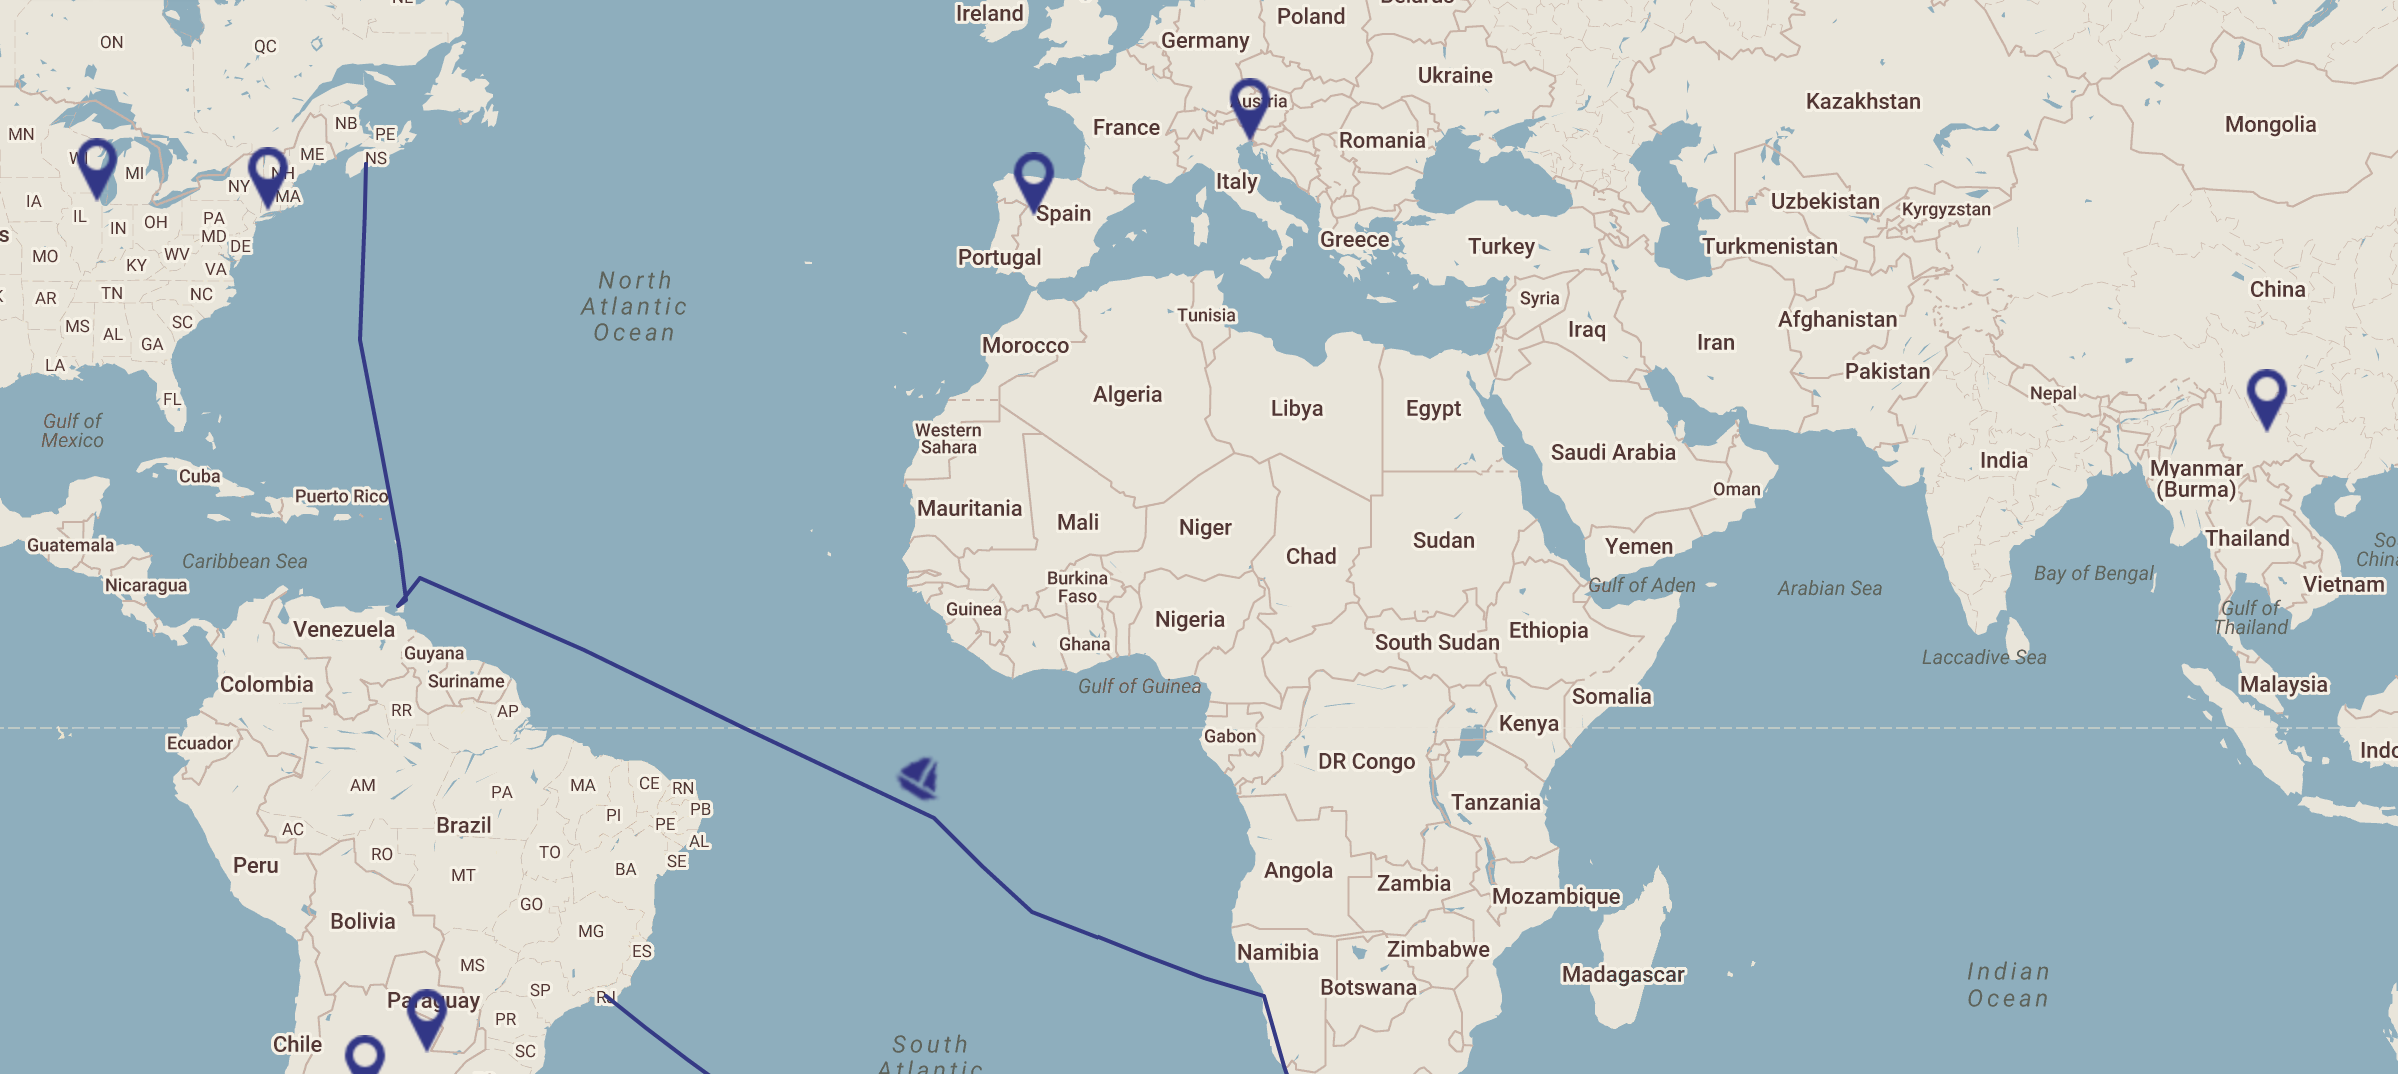 NL
Ireland
Belarus
Poland
ON
QC
Germany
Ukraine
Austria
Kazakhstan
Mongolia
NB
PE
MN
France
Romania
ME
NS
WI
MI
NH
NY
MA
Italy
IA
IL
Spain
Uzbekistan
Kyrgyzstan
PA
OH
IN
MD
DE
s
Greece
Turkey
Turkmenistan
MO
WV
Portugal
KY
VA
North
Atlantic
Ocean
China
K
AR
TN
NC
Syria
Tunisia
Afghanistan
MS
AL
SC
Iraq
GA
Morocco
Iran
LA
Pakistan
Algeria
Nepal
FL
Libya
Egypt
Gulf of
Mexico
Western
Sahara
Saudi Arabia
India
Myanmar
(Burma)
Cuba
Puerto Rico
Oman
Mauritania
Mali
Niger
Sudan
Thailand
So
China
Guatemala
Yemen
Chad
Caribbean Sea
Nicaragua
Burkina
Faso
Gulf of Aden
Arabian Sea
Bay of Bengal
Vietnam
Guinea
Gulf of
Thailand
Venezuela
Nigeria
Ethiopia
Ghana
South Sudan
Guyana
Laccadive Sea
Colombia
Suriname
Gulf of Guinea
Malaysia
Somalia
RR
AP
Kenya
Ecuador
Gabon
Indo
DR Congo
AM
PA
MA
CE
RN
Tanzania
PB
PI
Brazil
PE
AC
AL
RO
TO
SE
Peru
BA
MT
Angola
Zambia
Mozambique
GO
Bolivia
MG
ES
Namibia
Zimbabwe
MS
Madagascar
Indian
Ocean
SP
RJ
Botswana
Paraguay
PR
Chile
SC
South
Atlantic